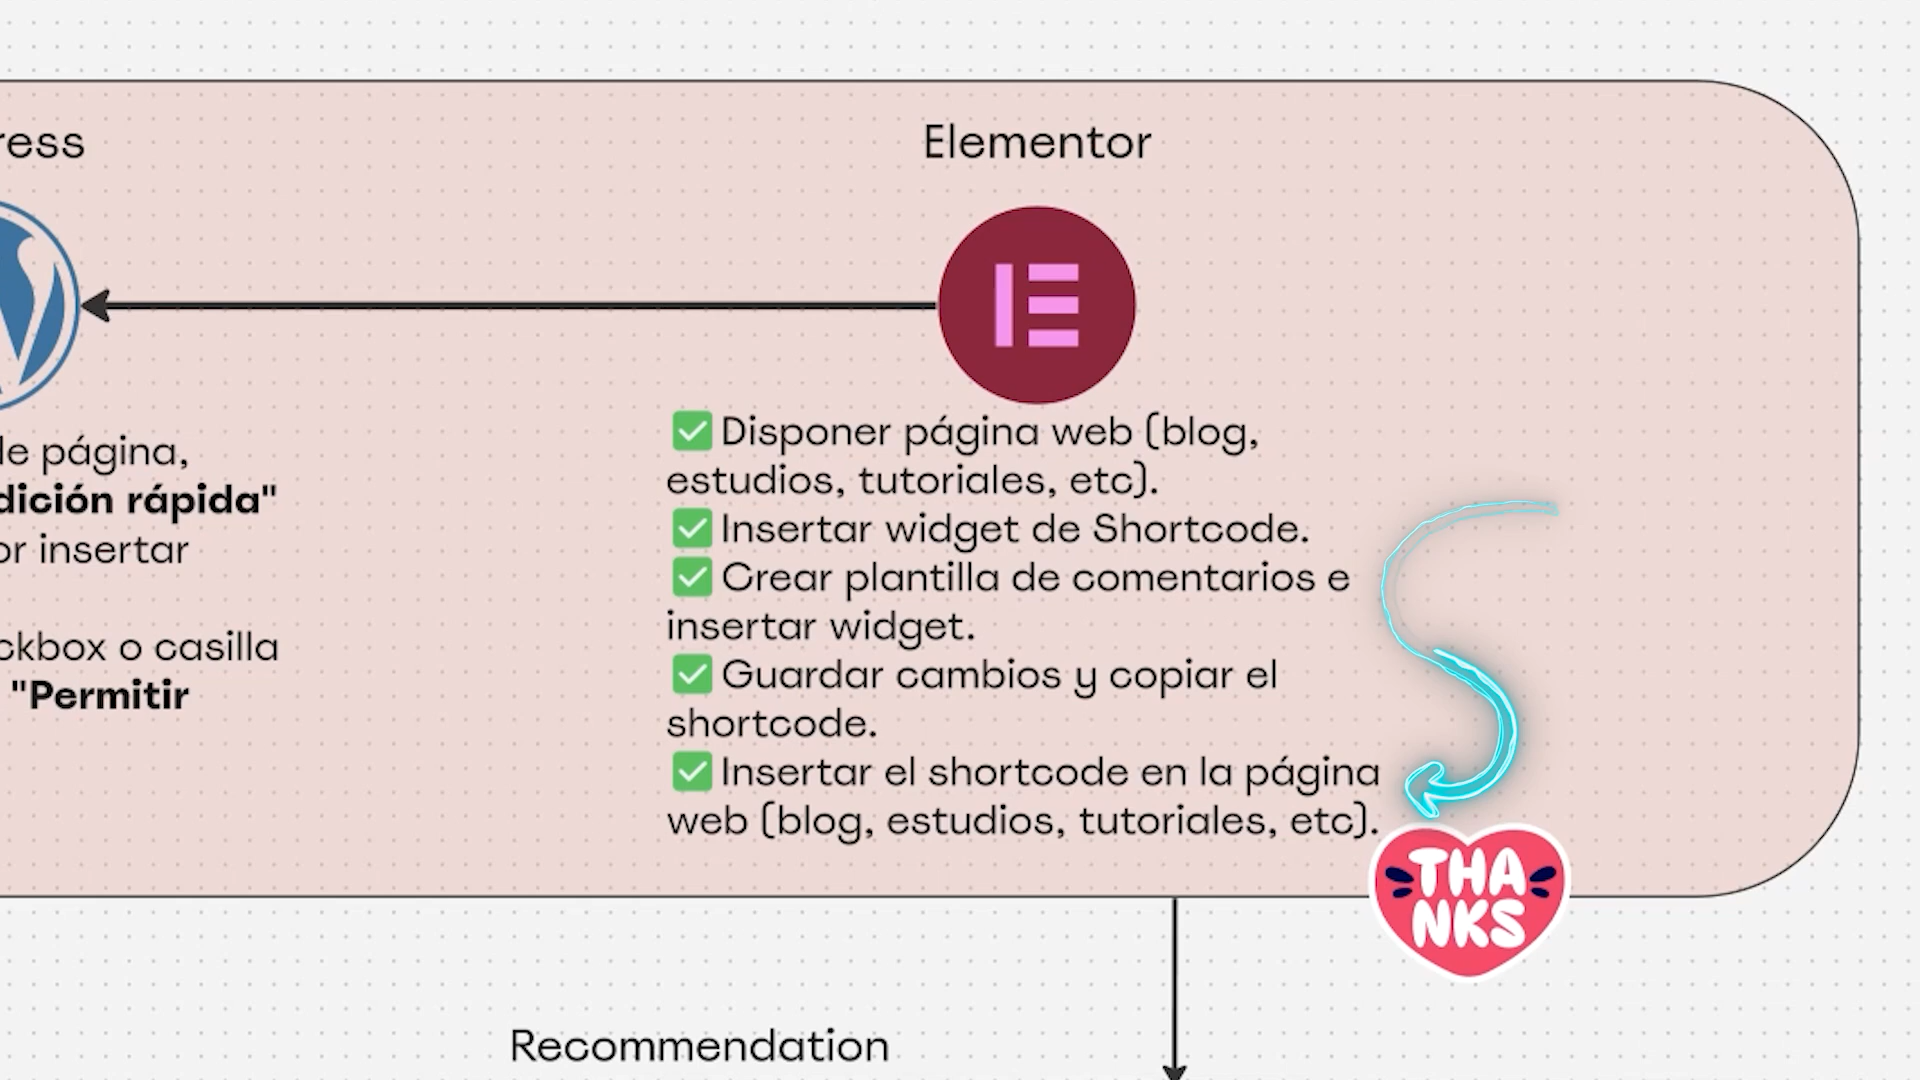 ress
Elementor
le página,
dición rápida"
or insertar
ckbox o casilla
"Permitir
✅ Disponer página web (blog,
estudios, tutoriales, etc).
✅ Insertar widget de Shortcode.
✅ Crear plantilla de comentarios e
insertar widget.
✅ Guardar cambios y copiar el
shortcode.
✅ Insertar el shortcode en la página
web (blog, estudios, tutoriales, etc).
THA
NKS
Recommendation